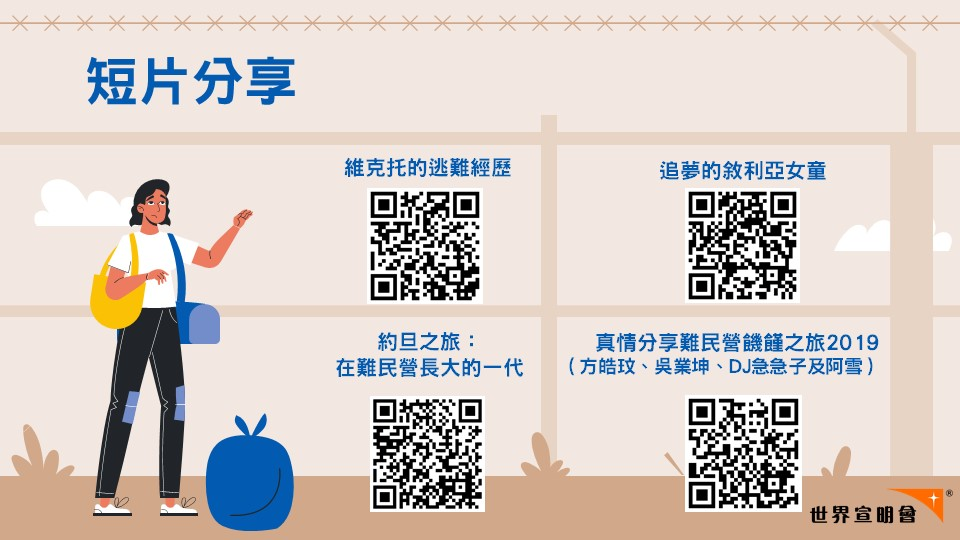 短片分享
維克托的逃難經歷
追夢的敘利亞女童
約旦之旅：
在難民營長大的一代
真情分享難民營饑饉之旅2019
（方皓玟、吳業坤、DJ急急子及阿雪）
世界宣明會®